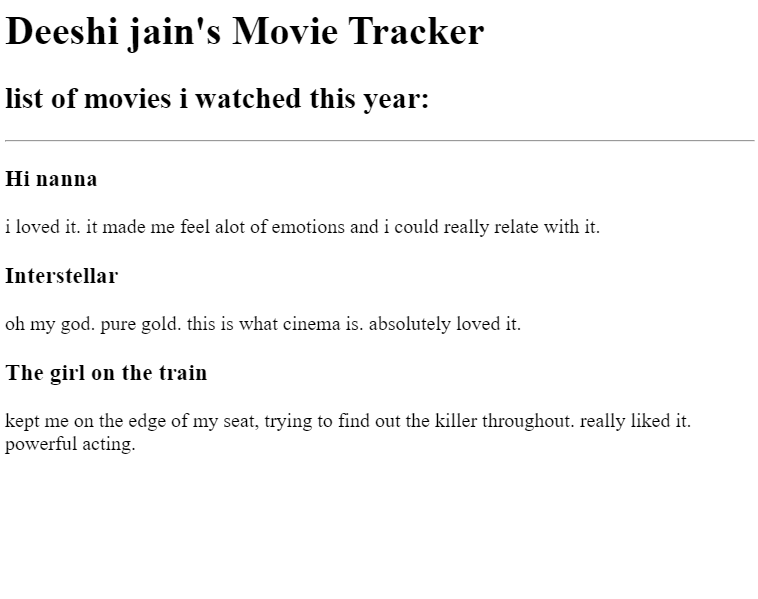 Deeshi jain's Movie Tracker
list of movies i watched this year:
Hi nanna
i loved it. it made me feel alot of emotions and i could really relate with it.
Interstellar
oh my god. pure gold. this is what cinema is. absolutely loved it.
The girl on the train
kept me on the edge of my seat, trying to find out the killer throughout. really liked it.
powerful acting.